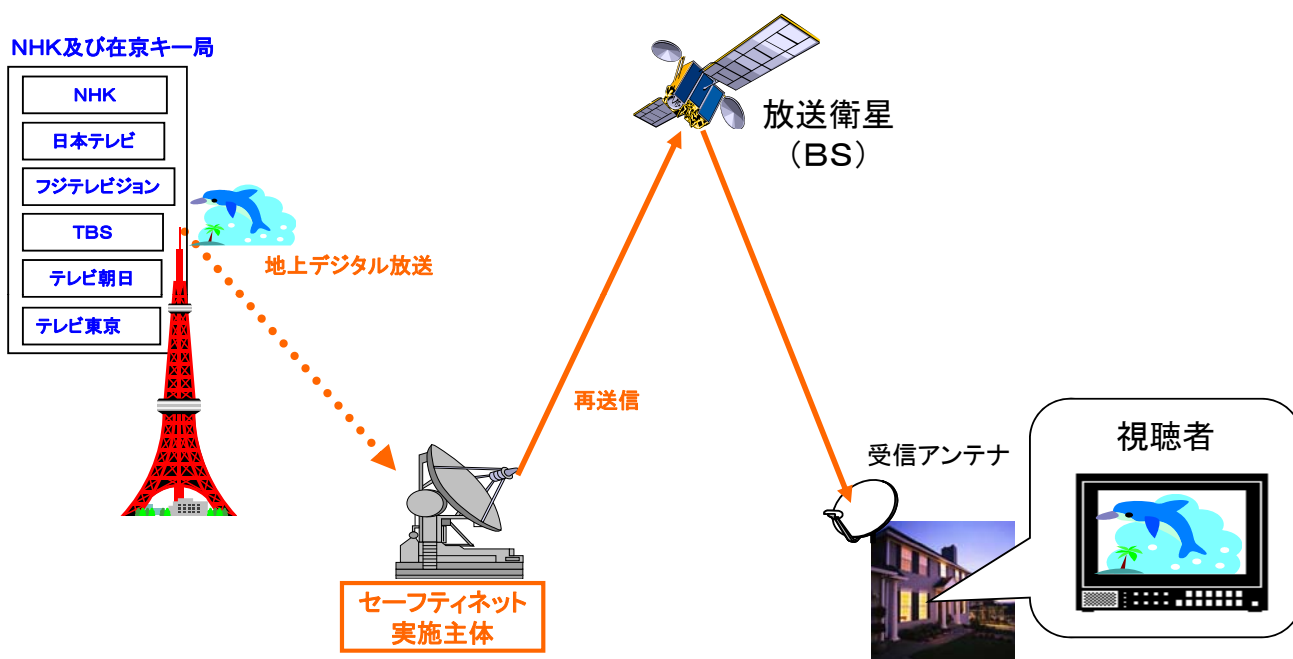 NHK及び在京キー局
NHK
日本テレビ
フジテレビジョン
TBS
テレビ朝日
テレビ東京
地上デジタル放送
放送衛星
（BS）
再送信
セーフティネット
実施主体
受信アンテナ
視聴者